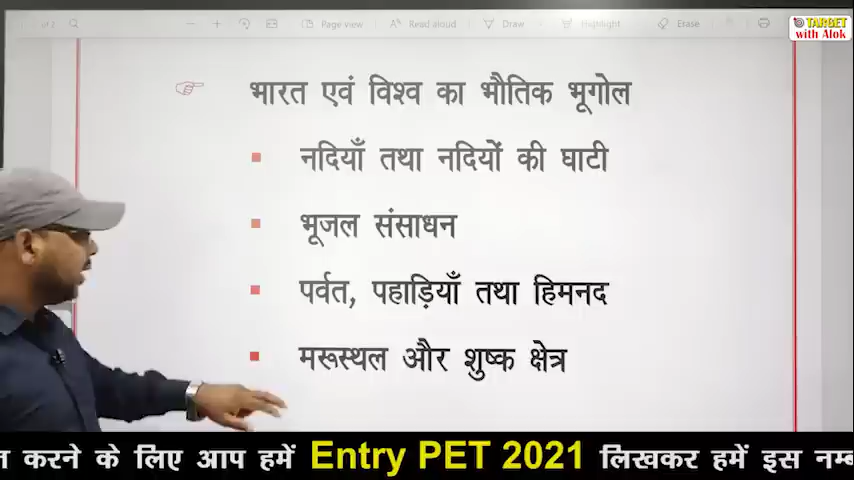 Page view
Read aloud
Draw
Highlight
Erase
TARGET
with Alok
भारत एवं विश्व का भौतिक भूगोल
नदियाँ तथा नदियों की घाटी
भूजल संसाधन
पर्वत, पहाड़ियाँ तथा हिमनद
मरूस्थल और शुष्क क्षेत्र
करने के लिए आप हमें Entry PET 2021 लिखकर हमें इस